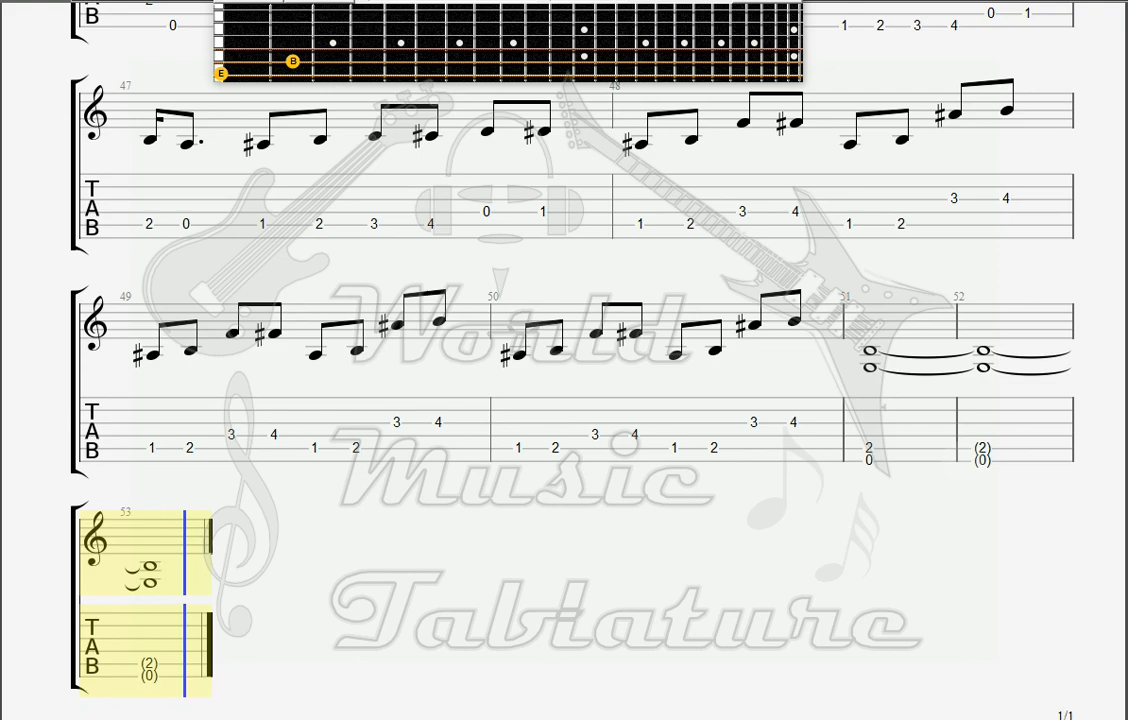 B 0 1 2 3 4 0 1
E B
47 48
T A B 2 0 1 2 3 4 0 1 1 2 3 4 1 2 3 4
49 50 51 52
T A B 1 2 3 4 1 2 3 4 1 2 3 4 1 2 3 4 2 0 (2) (0)
53
T A B (2) (0)
World
Music
Tablature
1/1